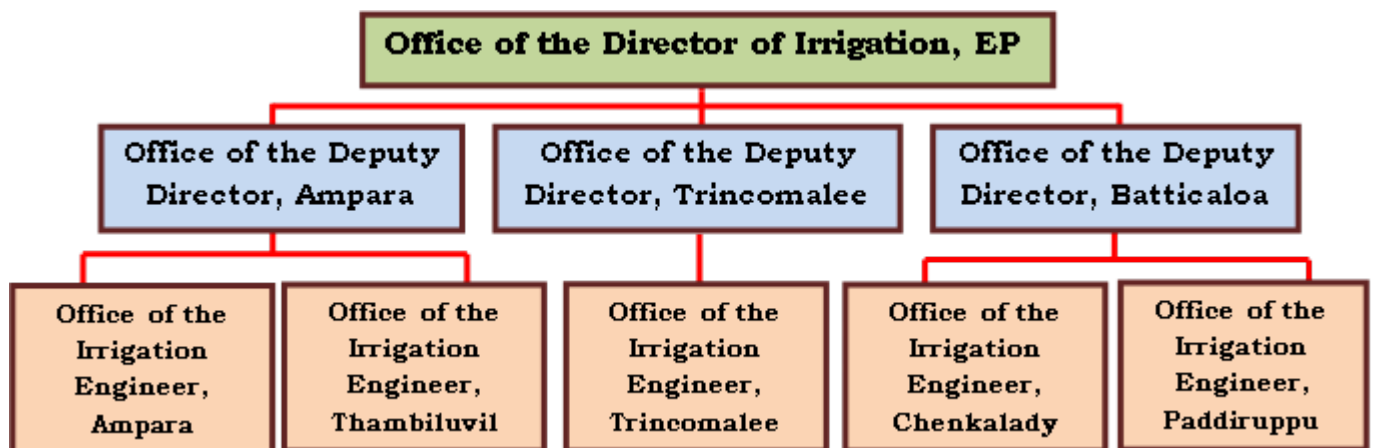 Office of the Director of Irrigation, EP
Office of the Deputy
Director, Ampara
Office of the Deputy
Director, Trincomalee
Office of the Deputy
Director, Batticaloa
Office of the
Irrigation
Engineer,
Ampara
Office of the
Irrigation
Engineer,
Thambiluvil
Office of the
Irrigation
Engineer,
Trincomalee
Office of the
Irrigation
Engineer,
Chenkalady
Office of the
Irrigation
Engineer,
Paddiruppu